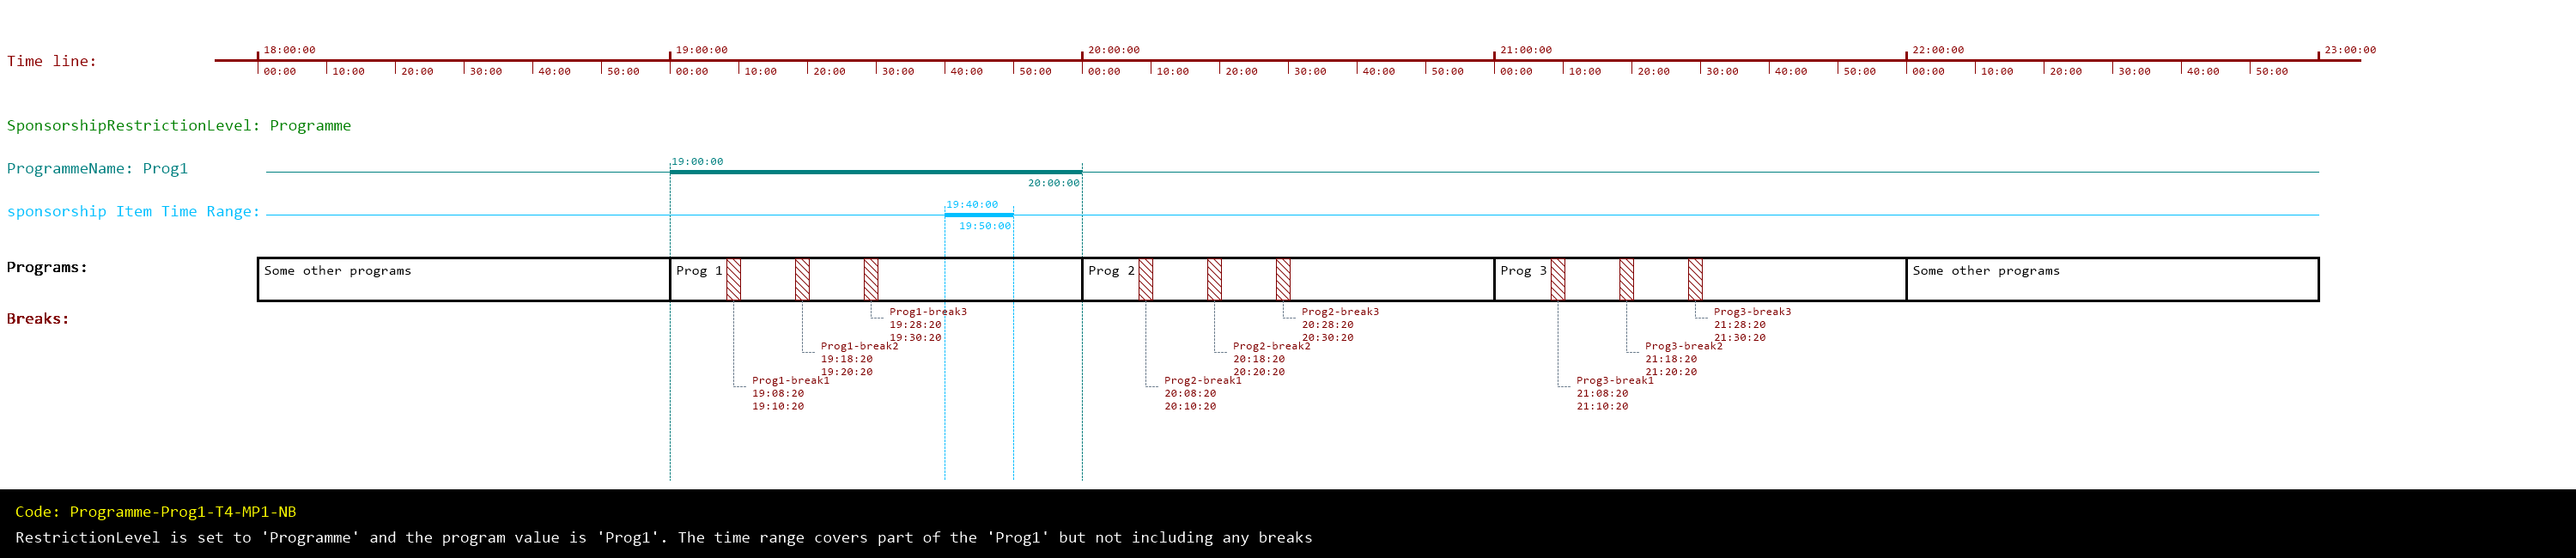 18:00:00 19:00:00 20:00:00 21:00:00 22:00:00 23:00:00
Time line:
00:00 10:00 20:00 30:00 40:00 50:00 00:00 10:00 20:00 30:00 40:00 50:00 00:00 10:00 20:00 30:00 40:00 50:00 00:00 10:00 20:00 30:00 40:00 50:00 00:00 10:00 20:00 30:00 40:00 50:00
SponsorshipRestrictionLevel: Programme
19:00:00
ProgrammeName: Prog1
20:00:00
19:40:00
sponsorship Item Time Range:
19:50:00
Programs:
Some other programs
Prog 1
Prog 2
Prog 3
Some other programs
Breaks:
Prog1-break3
19:28:20
19:30:20
Prog1-break2
19:18:20
19:20:20
Prog1-break1
19:08:20
19:10:20
Prog2-break3
20:28:20
20:30:20
Prog2-break2
20:18:20
20:20:20
Prog2-break1
20:08:20
20:10:20
Prog3-break3
21:28:20
21:30:20
Prog3-break2
21:18:20
21:20:20
Prog3-break1
21:08:20
21:10:20
Code: Programme-Prog1-T4-MP1-NB
RestrictionLevel is set to 'Programme' and the program value is 'Prog1'. The time range covers part of the 'Prog1' but not including any breaks